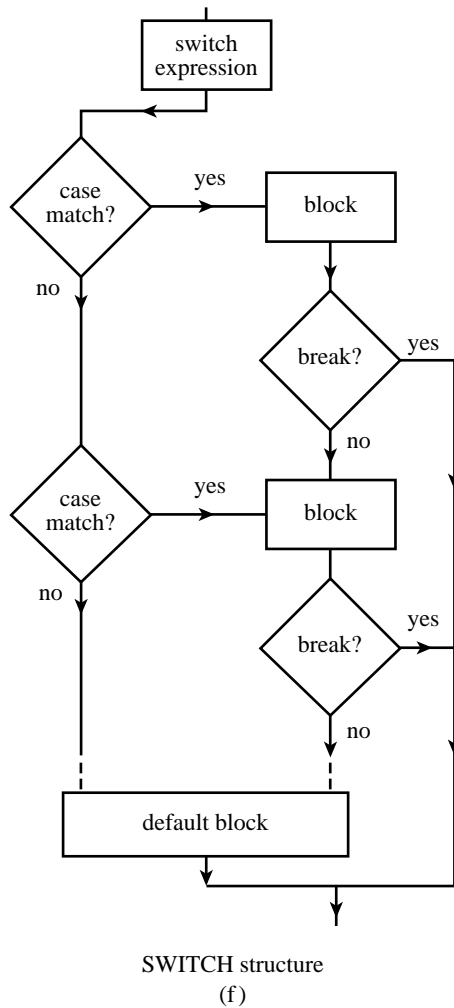 switch
expression
case
match?
yes
block
no
break?
yes
no
case
match?
yes
block
no
break?
yes
no
default block
SWITCH structure
(f)